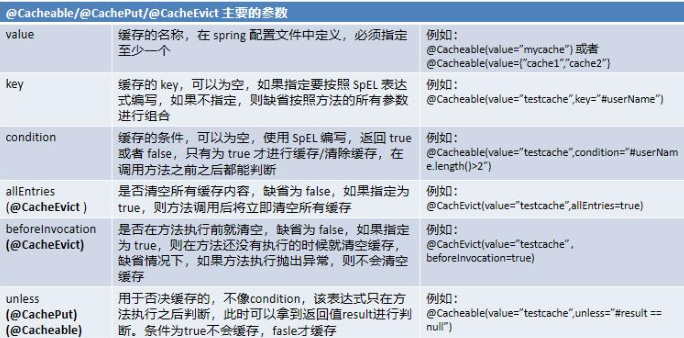 @Cacheable/@CachePut/@CacheEvict 主要的参数
value
缓存的名称，在 spring 配置文件中定义，必须指定
至少一个
例如：
@Cacheable(value=”mycache”) 或者
@Cacheable(value={”cache1”,”cache2”}
key
缓存的 key，可以为空，如果指定要按照 SpEL 表达
式编写，如果不指定，则缺省按照方法的所有参数
进行组合
例如：
@Cacheable(value=”testcache”,key=”#userName”)
condition
缓存的条件，可以为空，使用 SpEL 编写，返回 true
或者 false，只有为 true 才进行缓存/清除缓存，在
调用方法之前之后都能判断
例如：
@Cacheable(value=”testcache”,condition=”#userNam
e.length()>2”)
allEntries
(@CacheEvict )
是否清空所有缓存内容，缺省为 false，如果指定为
true，则方法调用后将立即清空所有缓存
例如：
@CachEvict(value=”testcache”,allEntries=true)
beforeInvocation
(@CacheEvict)
是否在方法执行前就清空，缺省为 false，如果指定
为 true，则在方法还没有执行的时候就清空缓存，
缺省情况下，如果方法执行抛出异常，则不会清空
缓存
例如：
@CachEvict(value=”testcache”，
beforeInvocation=true)
unless
(@CachePut)
(@Cacheable)
用于否决缓存的，不像condition，该表达式只在方
法执行之后判断，此时可以拿到返回值result进行判
断。条件为true不会缓存，fasle才缓存
例如：
@Cacheable(value=”testcache”,unless=”#result ==
null”)